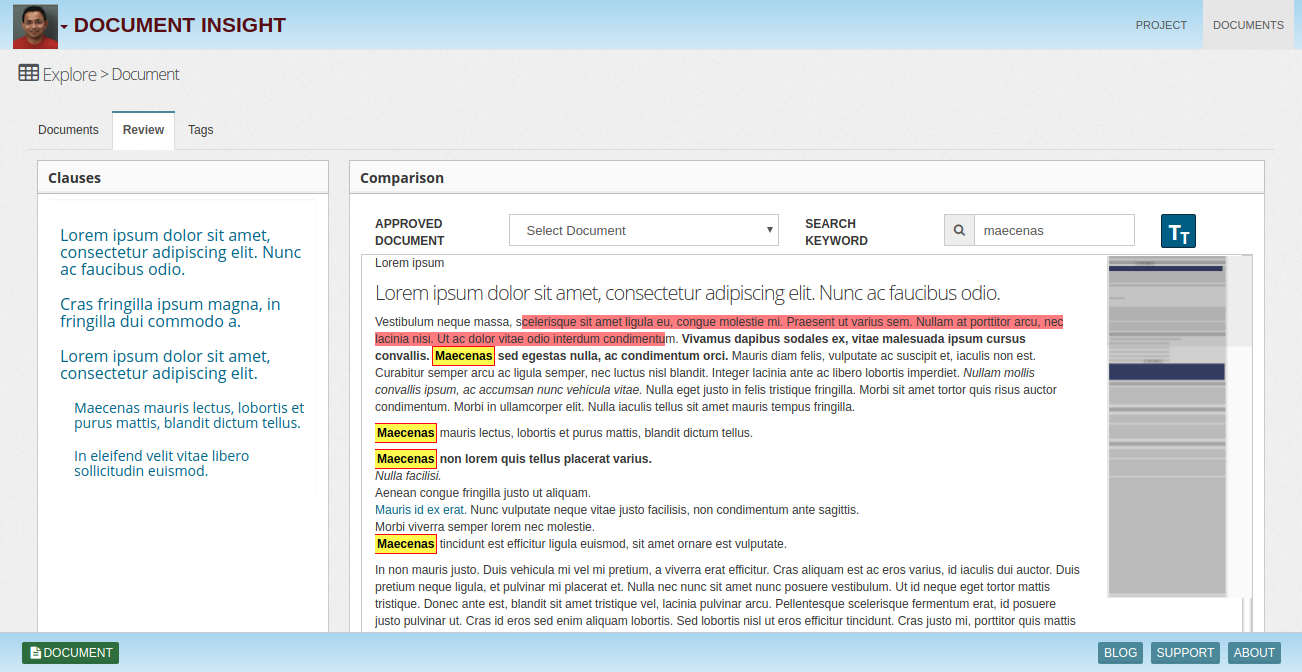 DOCUMENT INSIGHT
PROJECT
DOCUMENTS
Explore > Document
Documents
Review
Tags
Clauses
Lorem ipsum dolor sit amet,
consectetur adipiscing elit. Nunc
ac faucibus odio.
Cras fringilla ipsum magna, in
fringilla dui commodo a.
Lorem ipsum dolor sit amet,
consectetur adipiscing elit.
Maecenas mauris lectus, lobortis et
purus mattis, blandit dictum tellus.
In eleifend velit vitae libero
sollicitudin euismod.
Comparison
APPROVED
DOCUMENT
Select Document
SEARCH
KEYWORD
maecenas
TT
Lorem ipsum
Lorem ipsum dolor sit amet, consectetur adipiscing elit. Nunc ac faucibus odio.
Vestibulum neque massa, scelerisque sit amet ligula eu, congue molestie mi. Praesent ut varius sem. Nullam at porttitor arcu, nec
lacinia nisi. Ut ac dolor vitae odio interdum condimentum. Vivamus dapibus sodales ex, vitae malesuada ipsum cursus
convallis. Maecenas sed egestas nulla, ac condimentum orci. Mauris diam felis, vulputate ac suscipit et, iaculis non est.
Curabitur semper arcu ac ligula semper, nec luctus nisl blandit. Integer lacinia ante ac libero lobortis imperdiet. Nullam mollis
convallis ipsum, ac accumsan nunc vehicula vitae. Nulla eget justo in felis tristique fringilla. Morbi sit amet tortor quis risus auctor
condimentum. Morbi in ullamcorper elit. Nulla iaculis tellus sit amet mauris tempus fringilla.
Maecenas mauris lectus, lobortis et purus mattis, blandit dictum tellus.
Maecenas non lorem quis tellus placerat varius.
Nulla facilisi.
Aenean congue fringilla justo ut aliquam.
Mauris id ex erat. Nunc vulputate neque vitae justo facilisis, non condimentum ante sagittis.
Morbi viverra semper lorem nec molestie.
Maecenas tincidunt est efficitur ligula euismod, sit amet ornare est vulputate.
In non mauris justo. Duis vehicula mi vel mi pretium, a viverra erat efficitur. Cras aliquam est ac eros varius, id iaculis dui auctor. Duis
pretium neque ligula, et pulvinar mi placerat et. Nulla nec nunc sit amet nunc posuere vestibulum. Ut id neque eget tortor mattis
tristique. Donec ante est, blandit sit amet tristique vel, lacinia pulvinar arcu. Pellentesque scelerisque fermentum erat, id posuere
justo pulvinar ut. Cras id eros sed enim aliquam lobortis. Sed lobortis nisl ut eros efficitur tincidunt. Cras justo mi, porttitor quis mattis
DOCUMENT
BLOG
SUPPORT
ABOUT